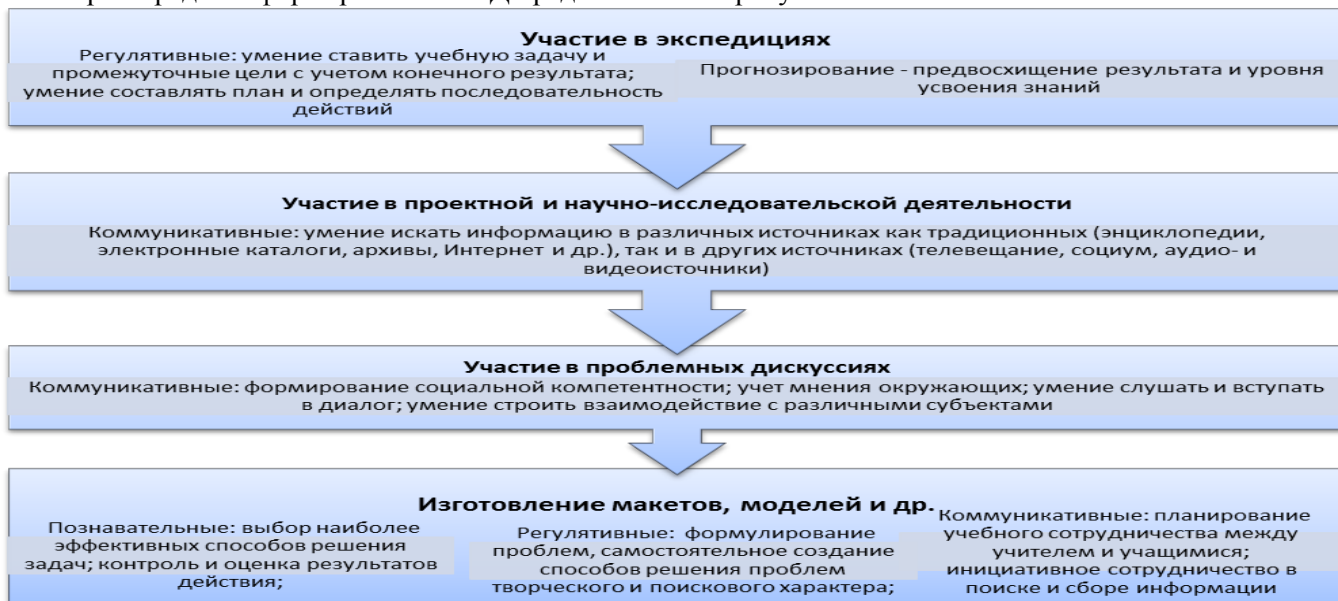 Участие в экспедициях
Регулятивные: умение ставить учебную задачу и
промежуточные цели с учетом конечного результата;
умение составлять план и определять последовательность
действий
Прогнозирование - предвосхищение результата и уровня
усвоения знаний
Участие в проектной и научно-исследовательской деятельности
Коммуникативные: умение искать информацию в различных источниках как традиционных (энциклопедии,
электронные каталоги, архивы, Интернет и др.), так и в других источниках (телевещание, социум, аудио- и
видеоисточники)
Участие в проблемных дискуссиях
Коммуникативные: формирование социальной компетентности; учет мнения окружающих; умение слушать и вступать
в диалог; умение строить взаимодействие с различными субъектами
Изготовление макетов, моделей и др.
Познавательные: выбор наиболее
эффективных способов решения
задач; контроль и оценка результатов
действия;
Регулятивные: формулирование
проблем, самостоятельное создание
способов решения проблем
творческого и поискового характера;
Коммуникативные: планирование
учебного сотрудничества между
учителем и учащимися;
инициативное сотрудничество в
поиске и сборе информации